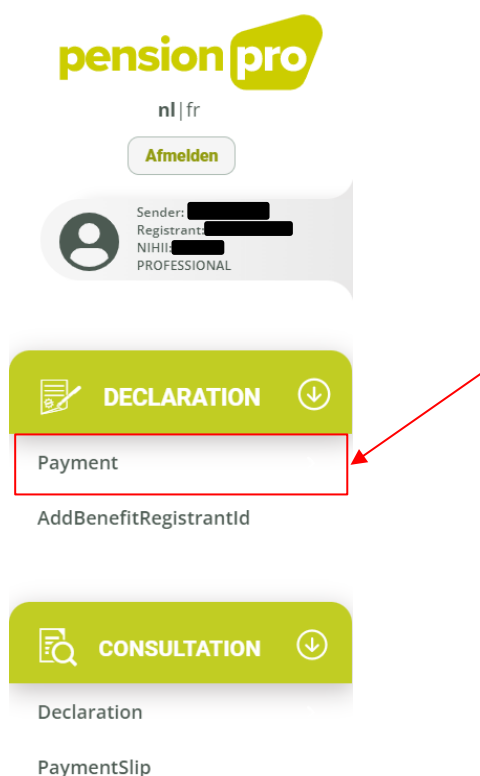 pension pro
nl|fr
Afmelden
Sender:
Registrant:
NIHII:
PROFESSIONAL
DECLARATION
Payment
AddBenefitRegistrantId
CONSULTATION
Declaration
PaymentSlip